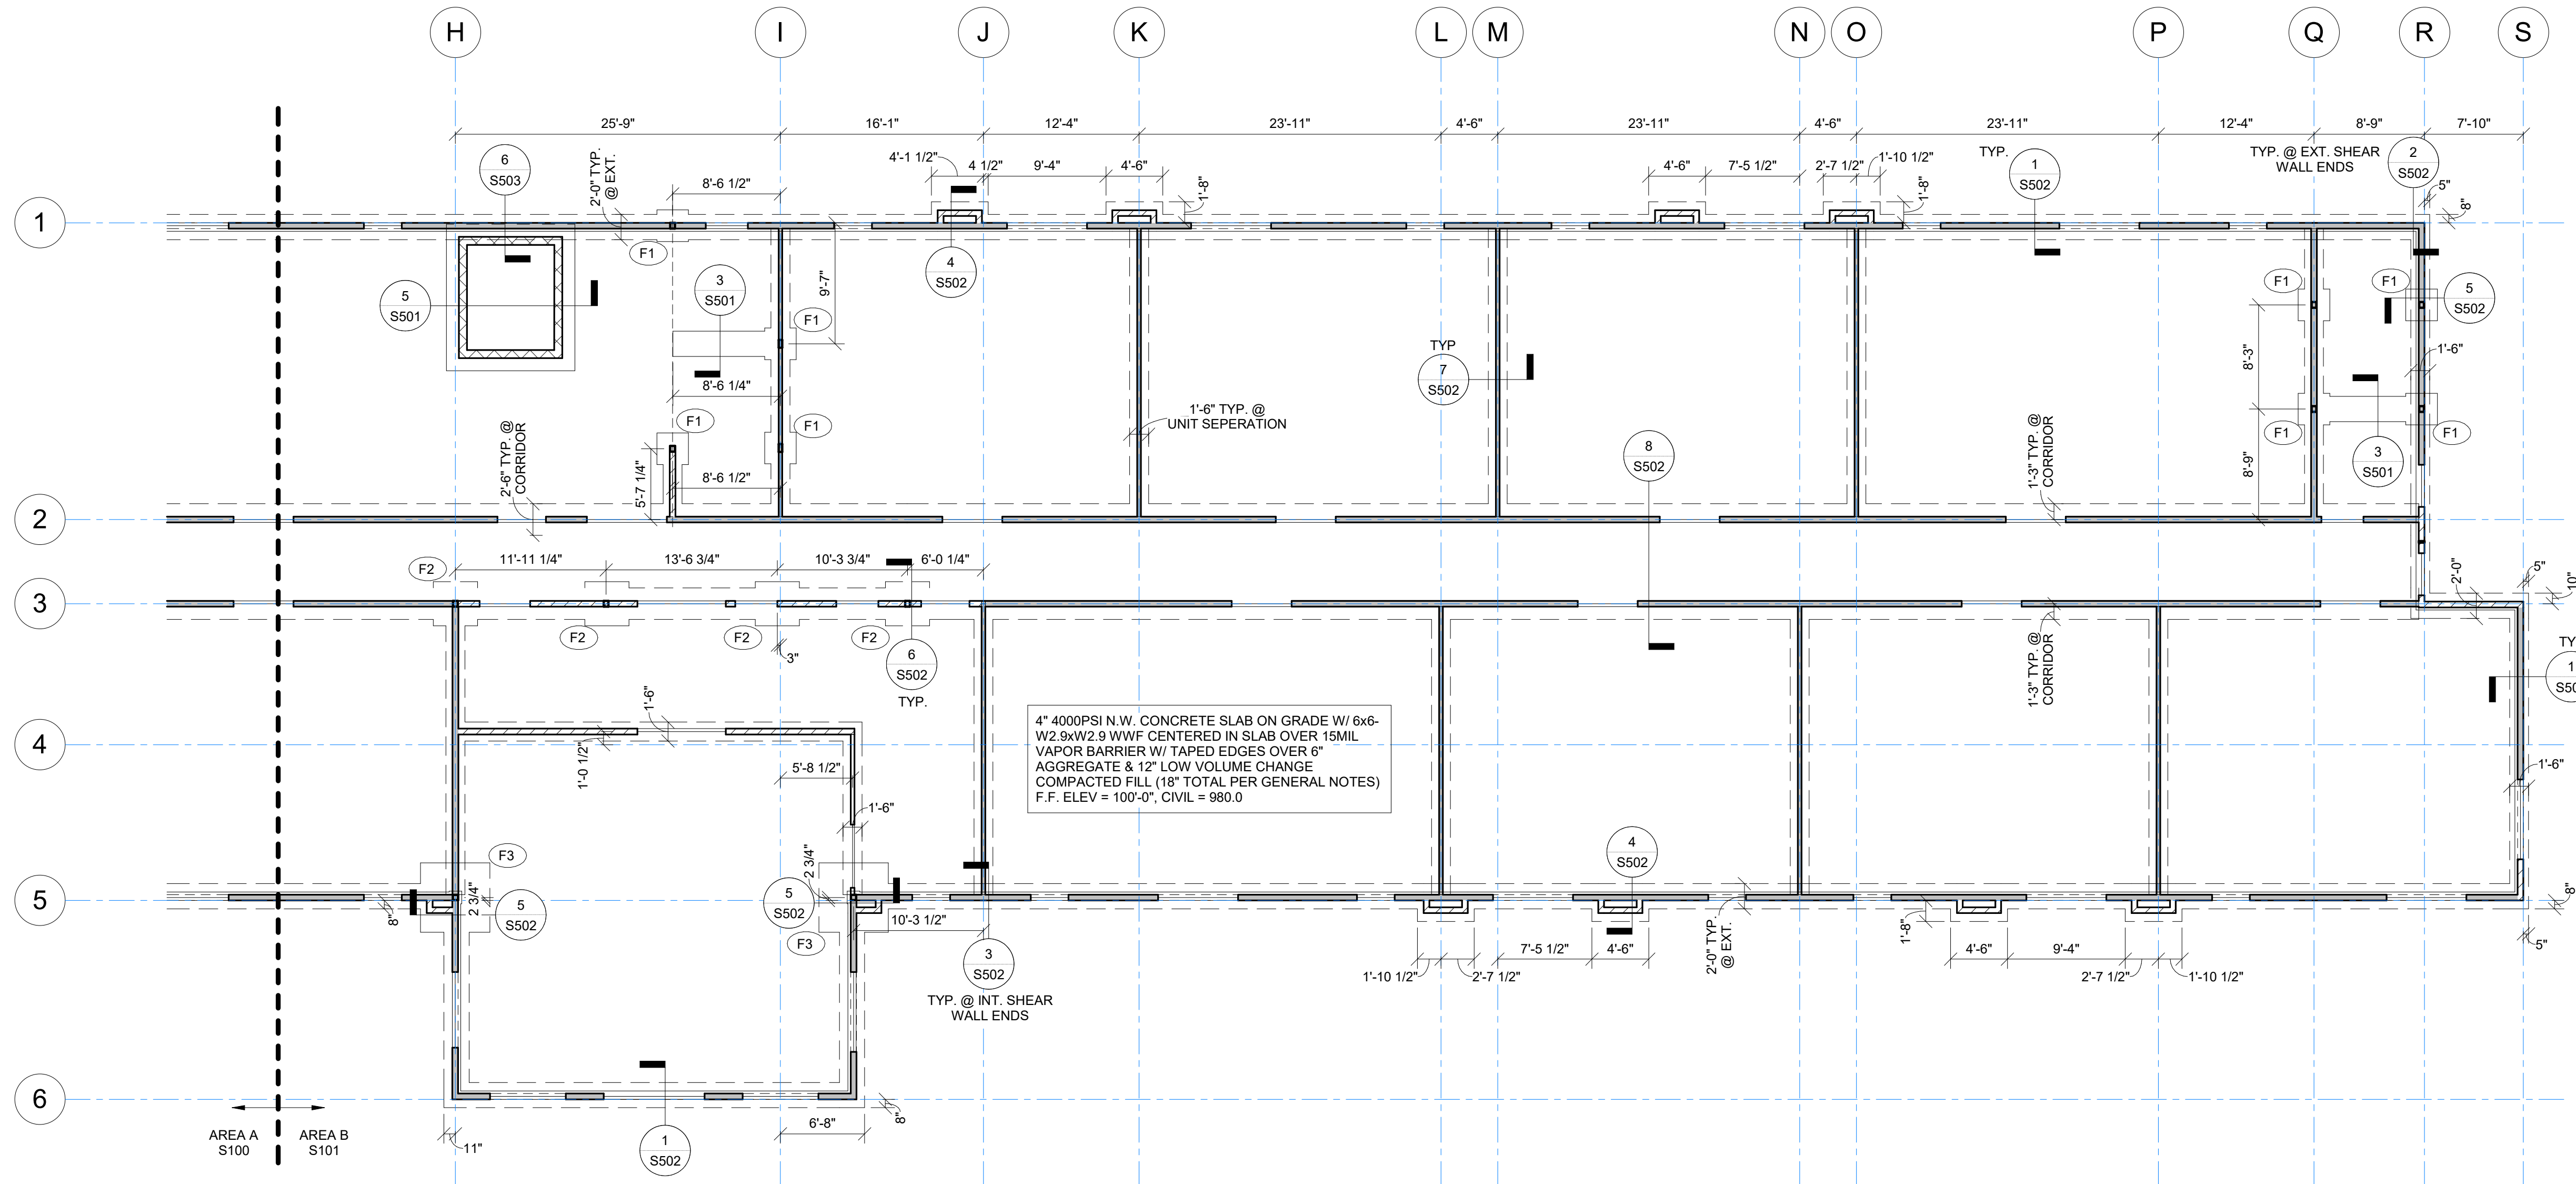 H I J K L M N O P Q R S
25'-9" 16'-1" 12'-4" 23'-11" 4'-6" 23'-11" 4'-6" 23'-11" 12'-4" 8'-9" 7'-10"
6
S503
2'-0" TYP.
@ EXT.
8'-6 1/2"
4'-1 1/2"
4 1/2"
9'-4"
4'-6"
1'-8"
4'-6"
7'-5 1/2"
2'-7 1/2"
1'-10 1/2"
1'-8"
TYP.
1
S502
TYP. @ EXT. SHEAR
WALL ENDS
2
S502
5"
8"
1
F1
5
S501
3
S501
9'-7"
F1
4
S502
8'-6 1/4"
F1
F1
8'-6 1/2"
5'-7 1/4"
2'-6" TYP. @
CORRIDOR
1'-6" TYP. @
UNIT SEPERATION
TYP
7
S502
8
S502
1'-3" TYP. @
CORRIDOR
F1
F1
5
S502
8'-3"
1'-6"
F1
F1
8'-9"
3
S501
2
F2
11'-11 1/4" 13'-6 3/4" 10'-3 3/4" 6'-0 1/4"
2'-0"
5"
10"
3
F2
F2
F2
3"
6
S502
TYP.
1'-3" TYP. @
CORRIDOR
TY
1
1'-6"
1'-0 1/2"
4
5'-8 1/2"
1'-6"
4" 4000PSI N.W. CONCRETE SLAB ON GRADE W/ 6x6-
W2.9xW2.9 WWF CENTERED IN SLAB OVER 15MIL
VAPOR BARRIER W/ TAPED EDGES OVER 6"
AGGREGATE & 12" LOW VOLUME CHANGE
COMPACTED FILL (18" TOTAL PER GENERAL NOTES)
F.F. ELEV = 100'-0", CIVIL = 980.0
1'-6"
F3
2 3/4"
5
S502
8"
2 3/4"
5
S502
F3
10'-3 1/2"
4
S502
5
8"
5"
3
S502
TYP. @ INT. SHEAR
WALL ENDS
1'-10 1/2"
2'-7 1/2"
7'-5 1/2"
4'-6"
2'-0" TYP.
@ EXT.
1'-8"
4'-6"
9'-4"
2'-7 1/2"
1'-10 1/2"
6
AREA A
S100
AREA B
S101
11"
1
S502
6'-8"
8"